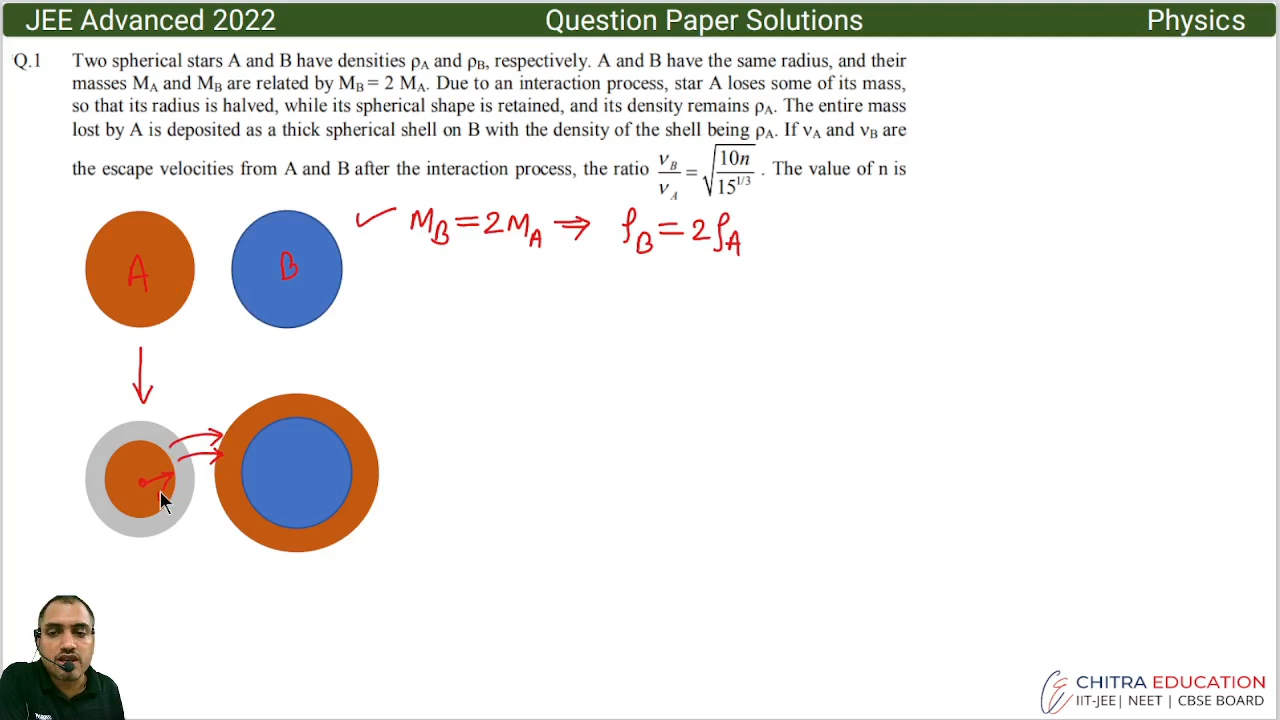 JEE Advanced 2022 Question Paper Solutions Physics
Q.1 Two spherical stars A and B have densities ρA and ρB, respectively. A and B have the same radius, and their
masses MA and MB are related by MB = 2 MA. Due to an interaction process, star A loses some of its mass,
so that its radius is halved, while its spherical shape is retained, and its density remains ρA. The entire mass
lost by A is deposited as a thick spherical shell on B with the density of the shell being ρA. If vA and vB are
the escape velocities from A and B after the interaction process, the ratio vB/vA = √(10n/15^1/3) . The value of n is
✓ MB = 2MA ⇒ ρB = 2ρA
A
B
CHITRA EDUCATION
IIT-JEE| NEET | CBSE BOARD